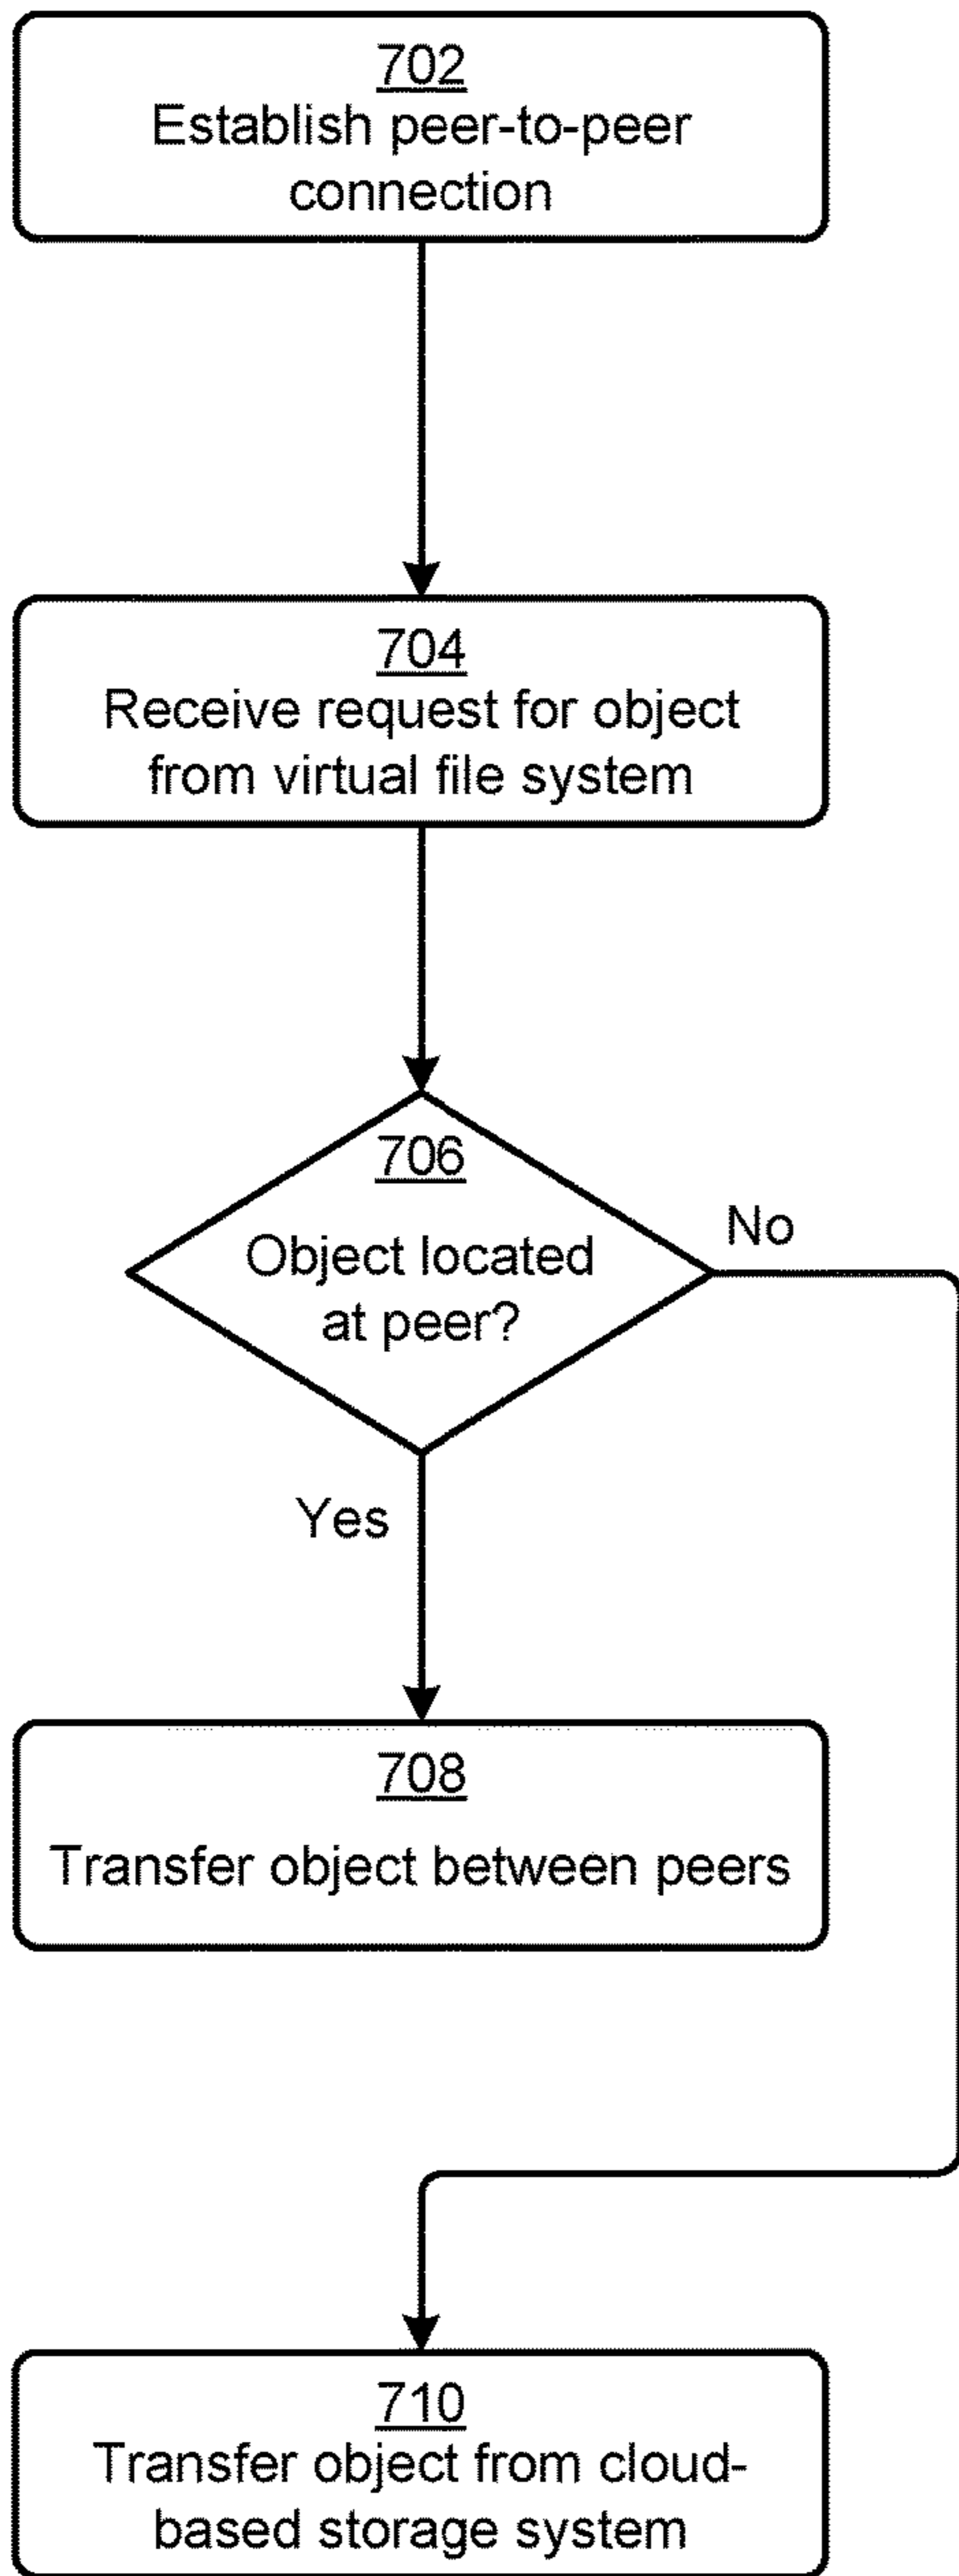 702
Establish peer-to-peer
connection
704
Receive request for object
from virtual file system
706
Object located
at peer?
No
Yes
708
Transfer object between peers
710
Transfer object from cloud-
based storage system